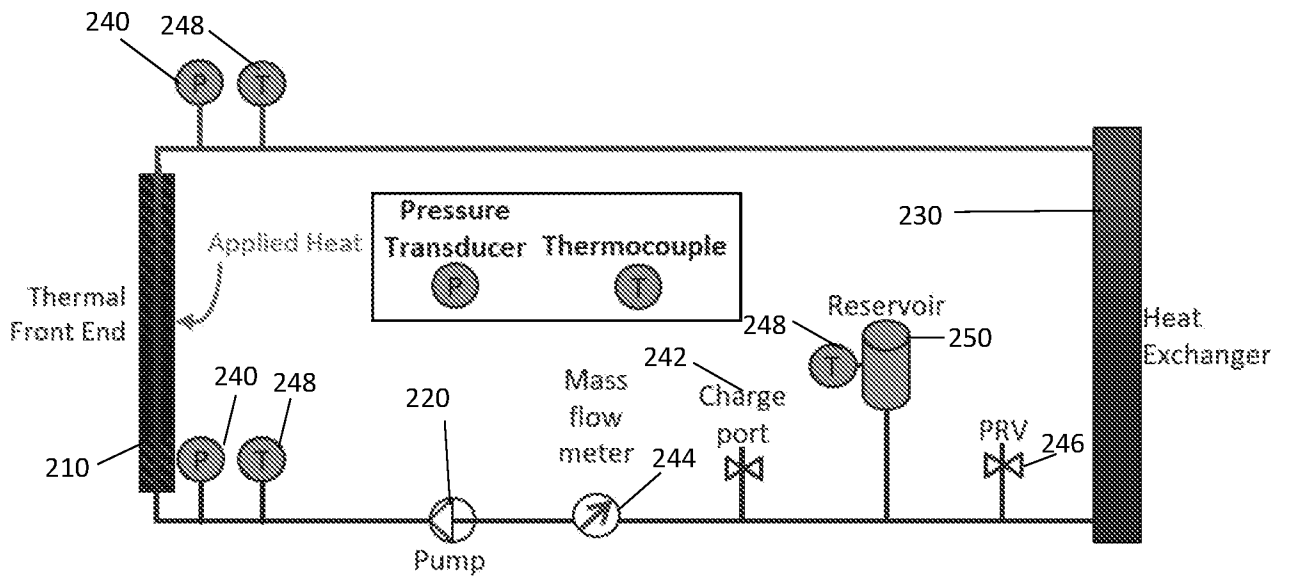 240
248
P
T
230
Pressure
Transducer
Thermocouple
P
T
Applied Heat
Thermal
Front End
Heat
Exchanger
Reservoir
248
250
T
242
Charge
port
Mass
flow
meter
244
240
248
220
PRV
246
210
P
T
Pump